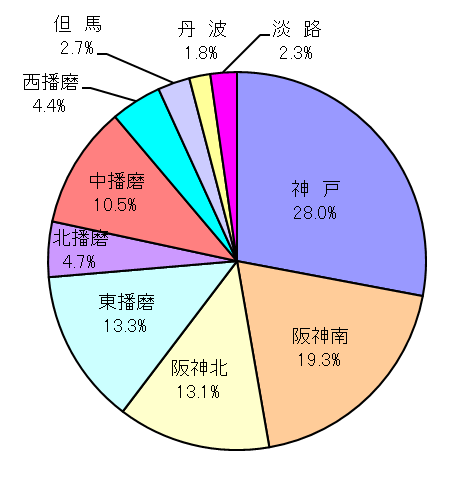 神 戸
28.0%
阪神南
19.3%
阪神北
13.1%
東播磨
13.3%
北播磨
4.7%
中播磨
10.5%
西播磨
4.4%
但 馬
2.7%
丹 波
1.8%
淡 路
2.3%